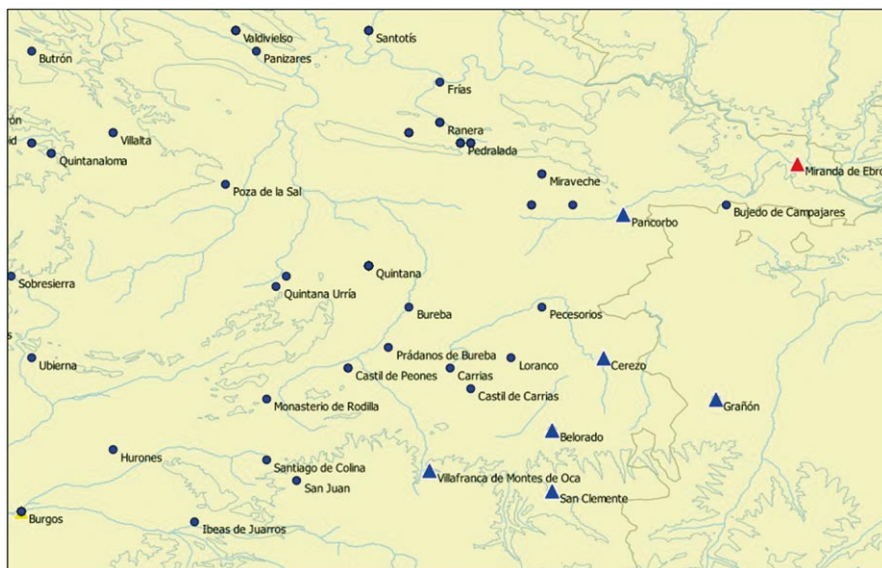 Valdivielso
Santotís
Butrón
Panizares
Frías
rón
Ranera
Villalta
id
Pedralada
Quintanaloma
Miraveche
Miranda de Ebro
Poza de la Sal
Pancorbo
Bujedo de Campajares
Sobresierra
Quintana
Quintana Urría
Bureba
Pecesorios
s
Prádanos de Bureba
Ubierna
Castil de Peones
Carrias
Loranco
Cerezo
Castil de Carrias
Monasterio de Rodilla
Grañón
Belorado
Hurones
Santiago de Colina
Villafranca de Montes de Oca
San Juan
San Clemente
Burgos
Ibeas de Juarros